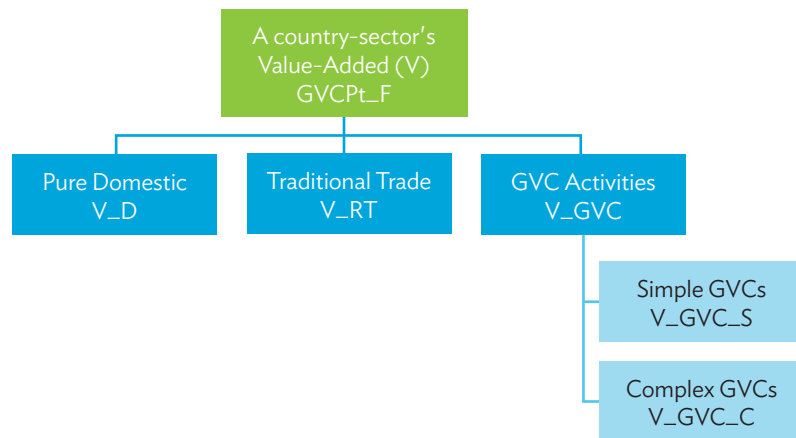 A country-sector's
Value-Added (V)
GVCPt_F
Pure Domestic
V_D
Traditional Trade
V_RT
GVC Activities
V_GVC
Simple GVCs
V_GVC_S
Complex GVCs
V_GVC_C